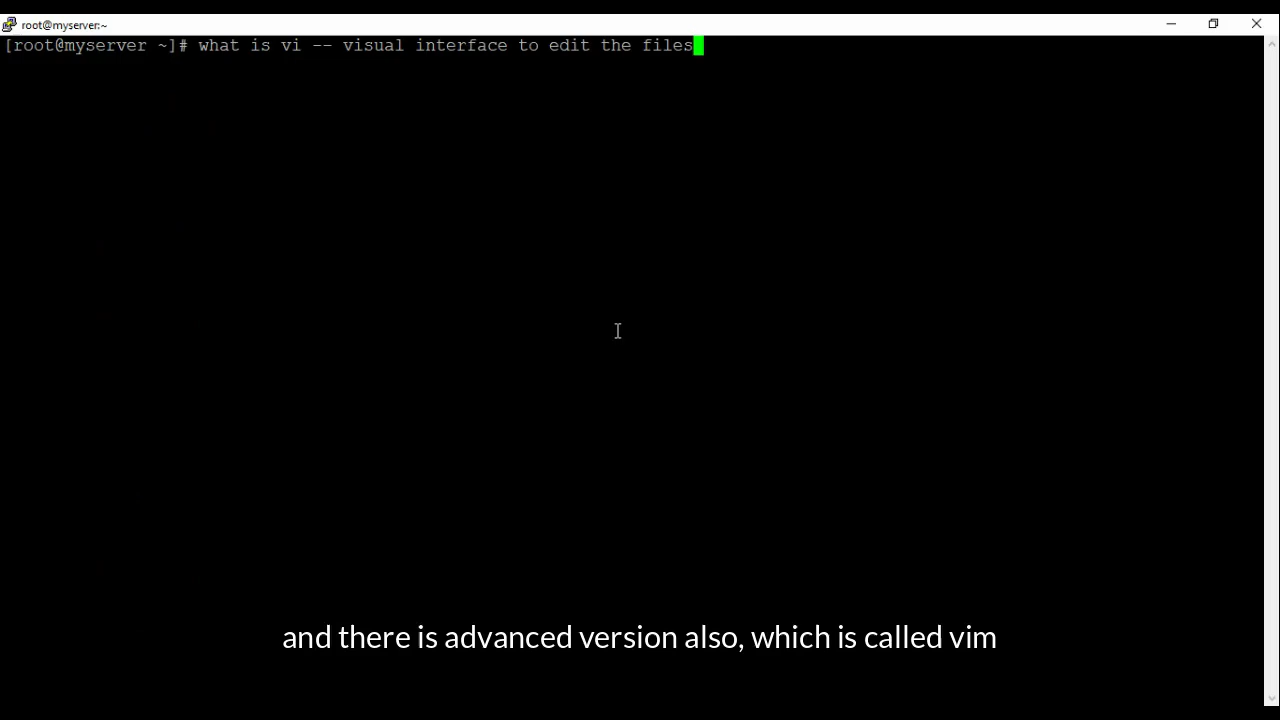 root@myserver:~
[root@myserver ~]# what is vi -- visual interface to edit the files
and there is advanced version also, which is called vim